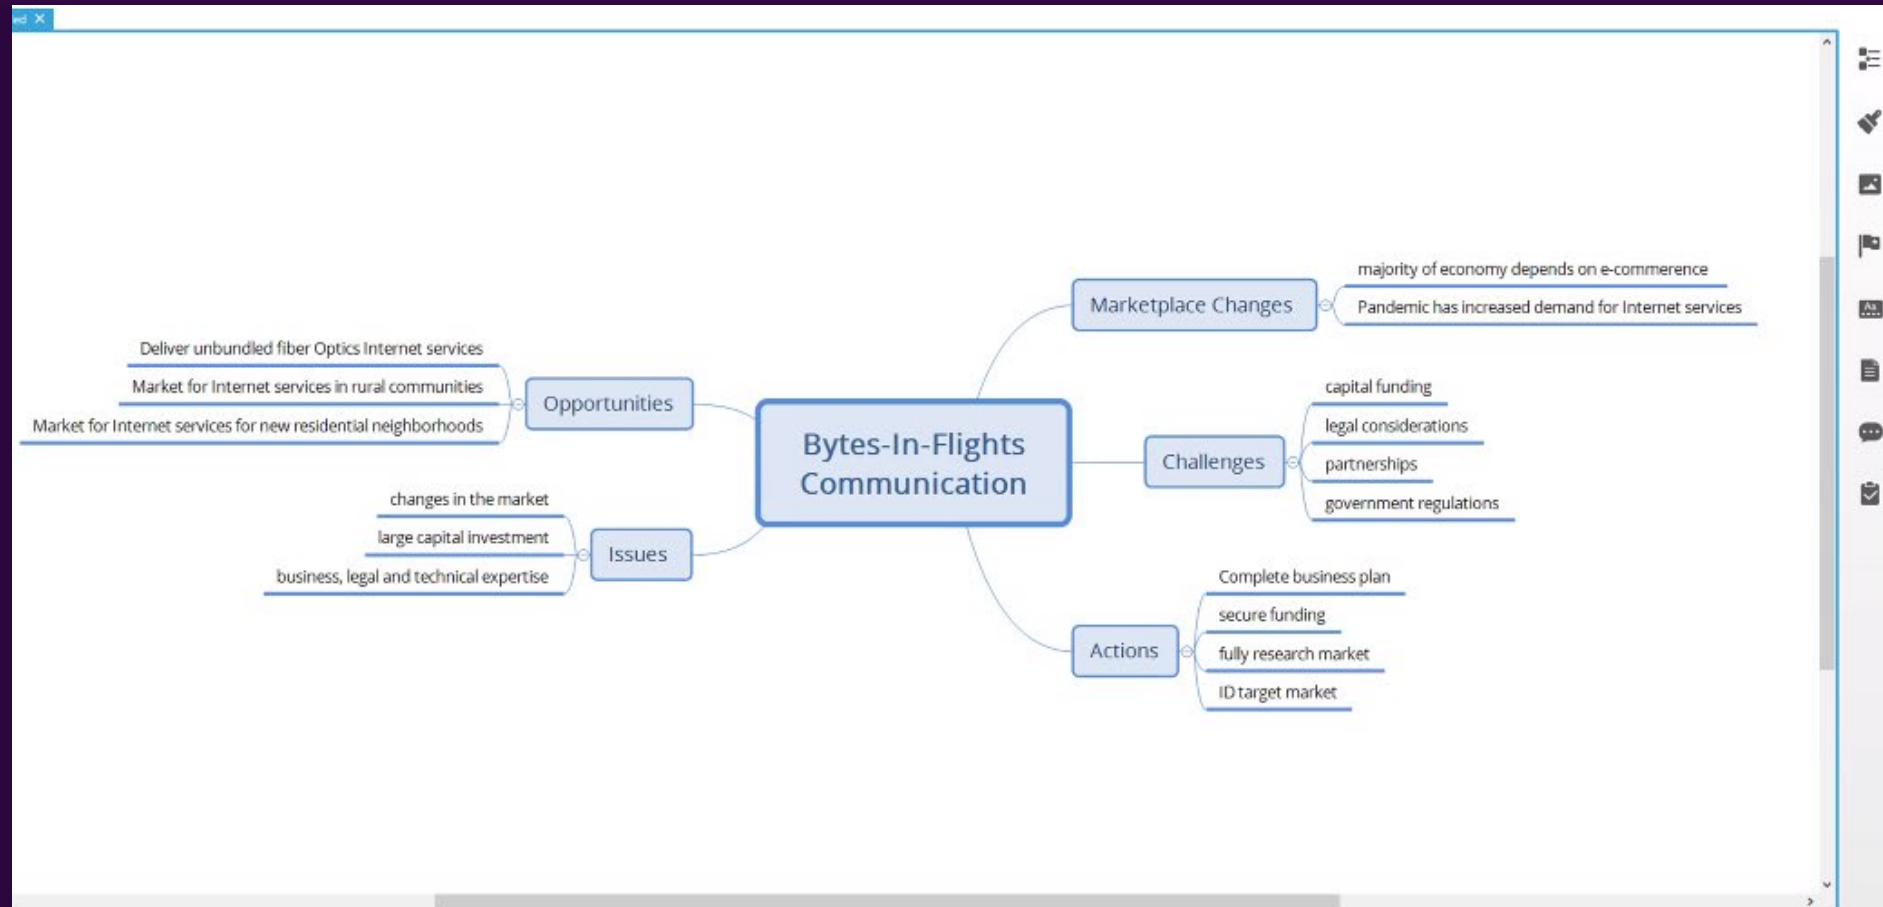 ed
Bytes-In-Flights
Communication
Marketplace Changes
majority of economy depends on e-commerence
Pandemic has increased demand for Internet services
Challenges
capital funding
legal considerations
partnerships
government regulations
Actions
Complete business plan
secure funding
fully research market
ID target market
Opportunities
Deliver unbundled fiber Optics Internet services
Market for Internet services in rural communities
Market for Internet services for new residential neighborhoods
Issues
changes in the market
large capital investment
business, legal and technical expertise
Aa